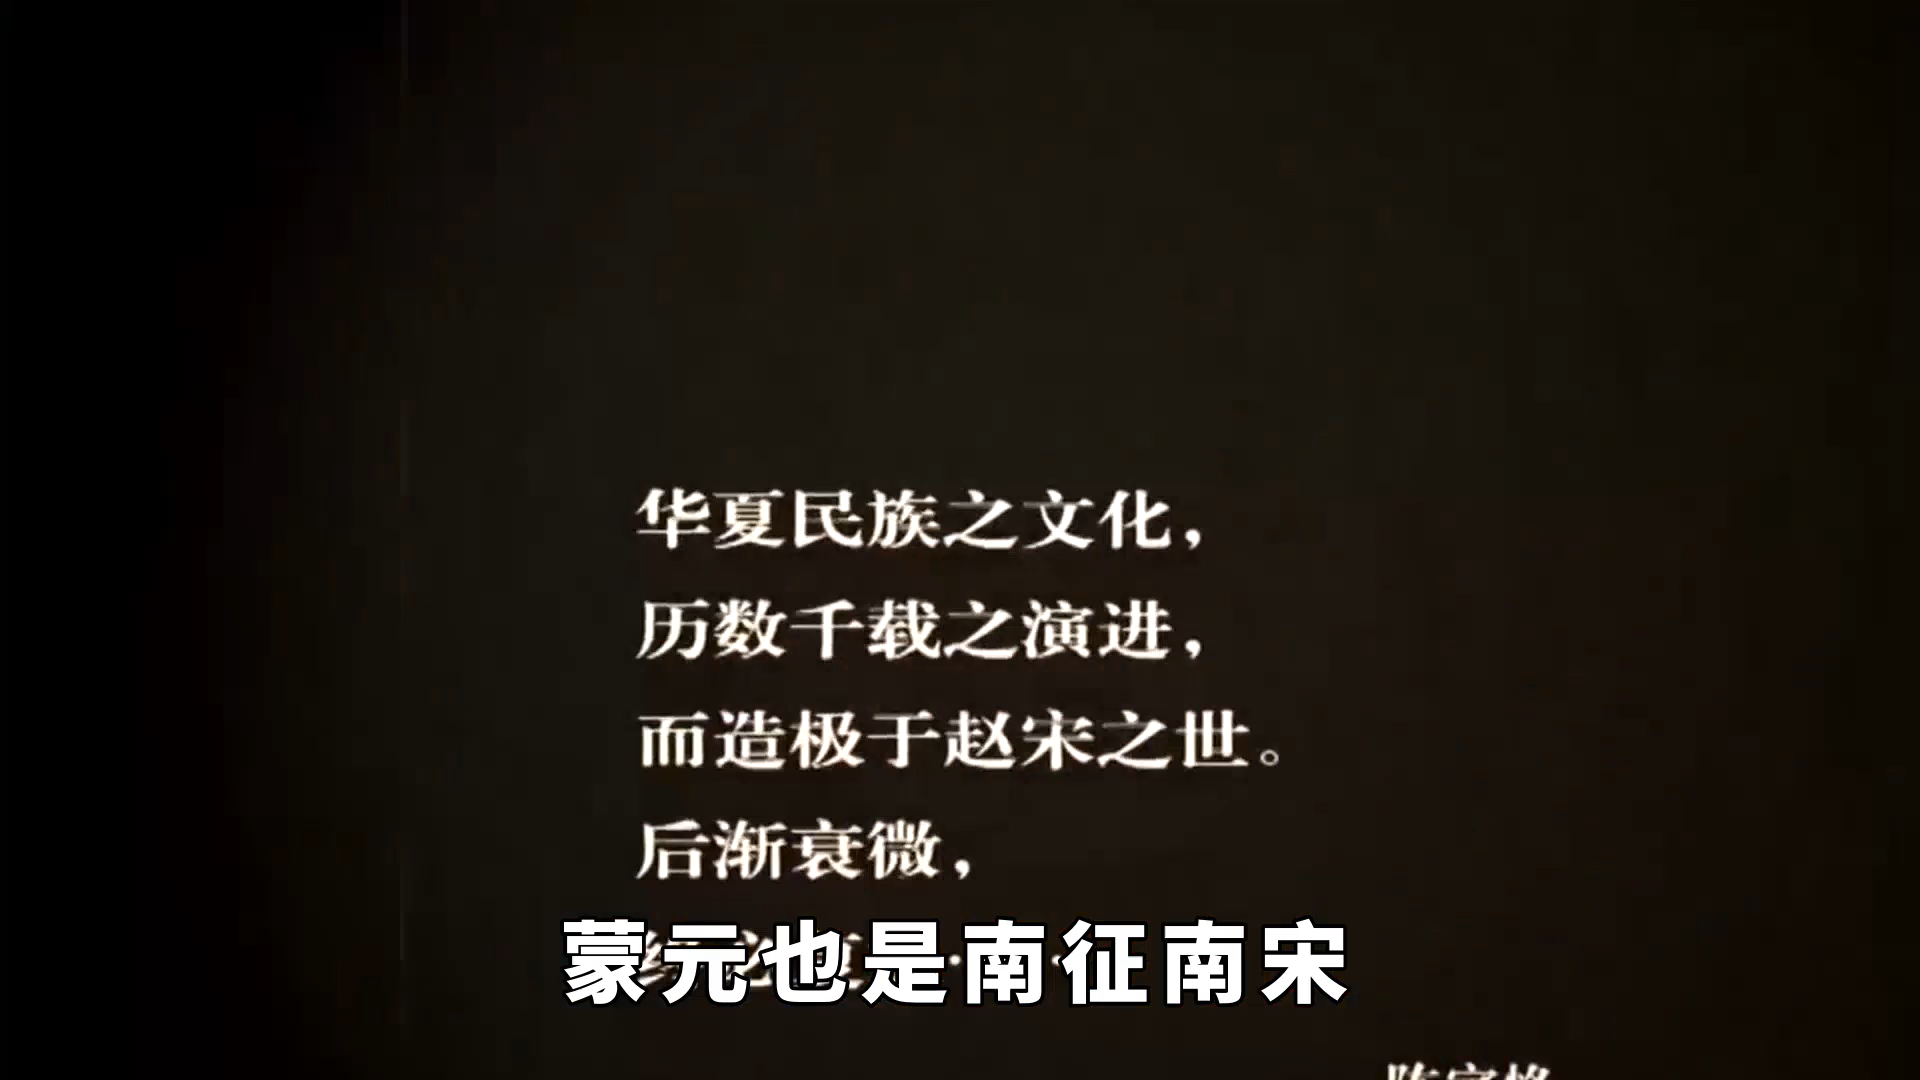 华夏民族之文化，
历数千载之演进，
而造极于赵宋之世。
后渐衰微，
蒙元也是南征南宋